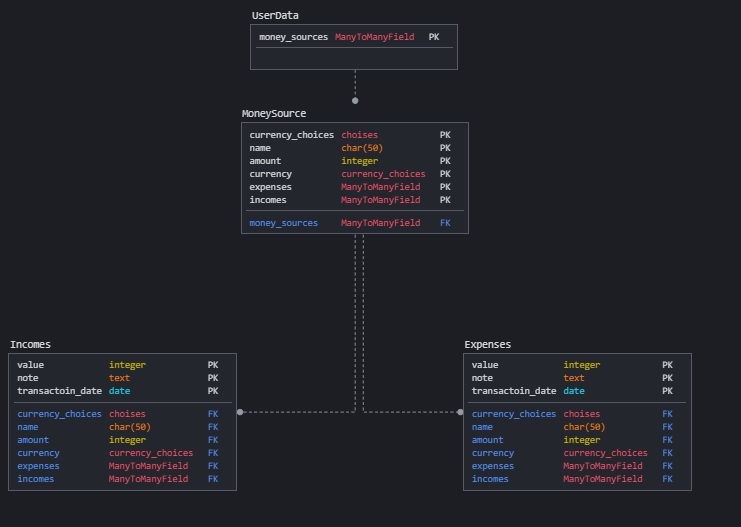 UserData
money_sources ManyToManyField PK
MoneySource
currency_choices choises PK
name char(50) PK
amount integer PK
currency currency_choices PK
expenses ManyToManyField PK
incomes ManyToManyField PK
money_sources ManyToManyField FK
Incomes
value integer PK
note text PK
transactoin_date date PK
currency_choices choises FK
name char(50) FK
amount integer FK
currency currency_choices FK
expenses ManyToManyField FK
incomes ManyToManyField FK
Expenses
value integer PK
note text PK
transactoin_date date PK
currency_choices choises FK
name char(50) FK
amount integer FK
currency currency_choices FK
expenses ManyToManyField FK
incomes ManyToManyField FK